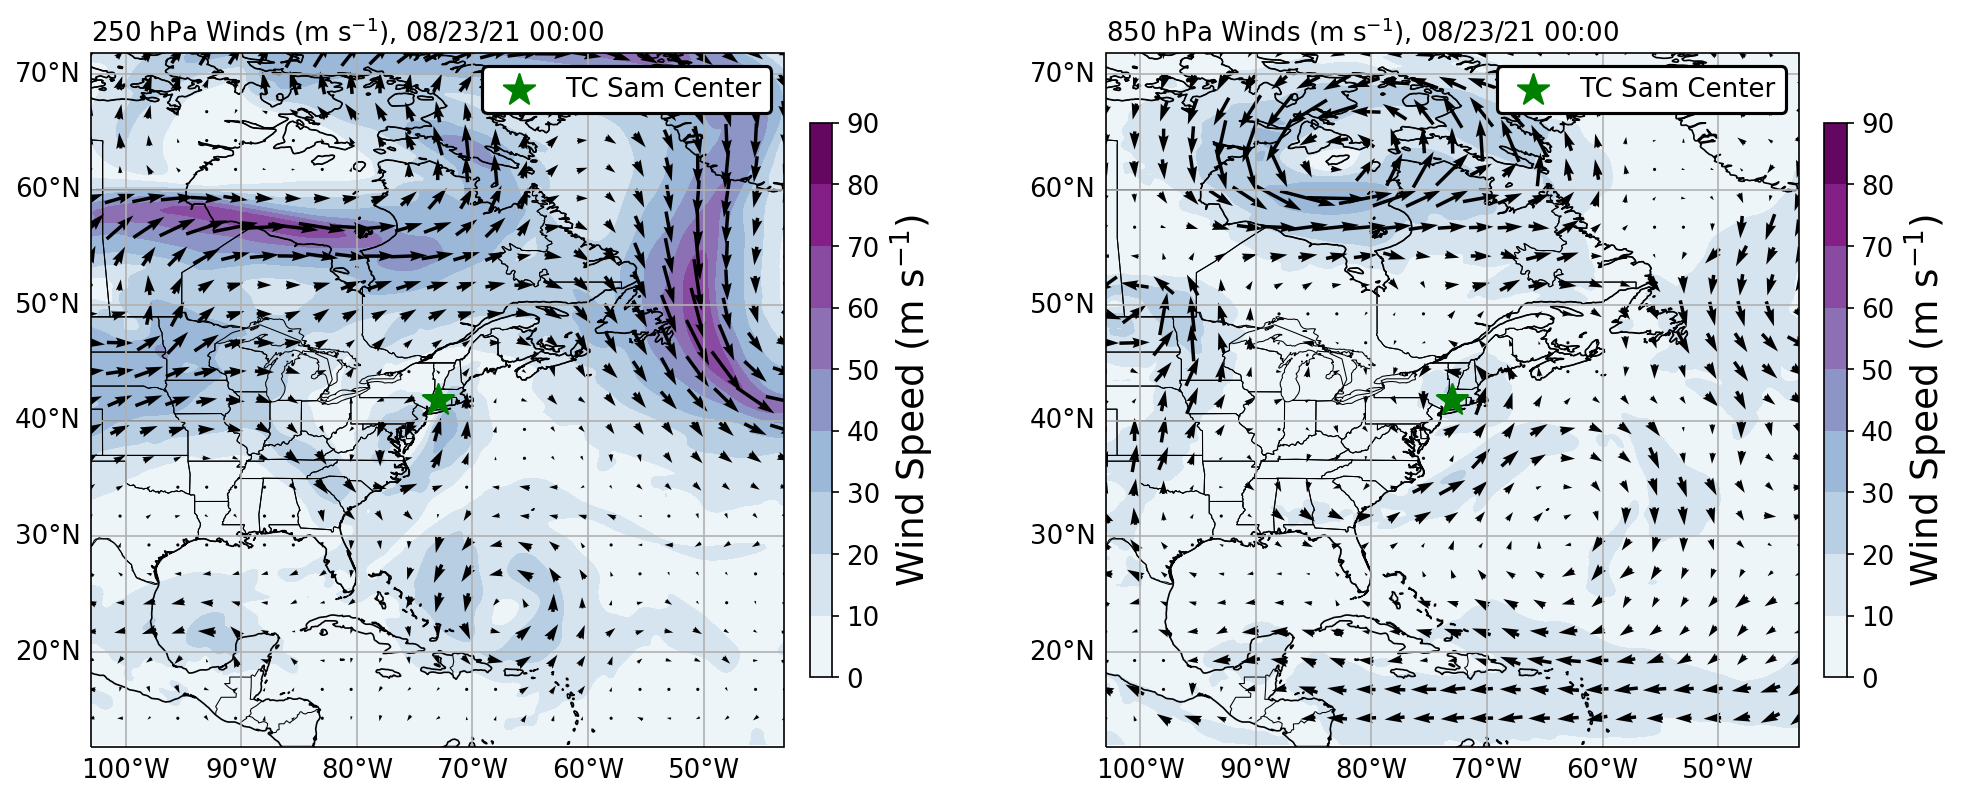 250 hPa Winds (m s⁻¹), 08/23/21 00:00
TC Sam Center
70°N
60°N
50°N
40°N
30°N
20°N
100°W 90°W 80°W 70°W 60°W 50°W
90
80
70
60
50
40
30
20
10
0
Wind Speed (m s⁻¹)
850 hPa Winds (m s⁻¹), 08/23/21 00:00
TC Sam Center
70°N
60°N
50°N
40°N
30°N
20°N
100°W 90°W 80°W 70°W 60°W 50°W
90
80
70
60
50
40
30
20
10
0
Wind Speed (m s⁻¹)